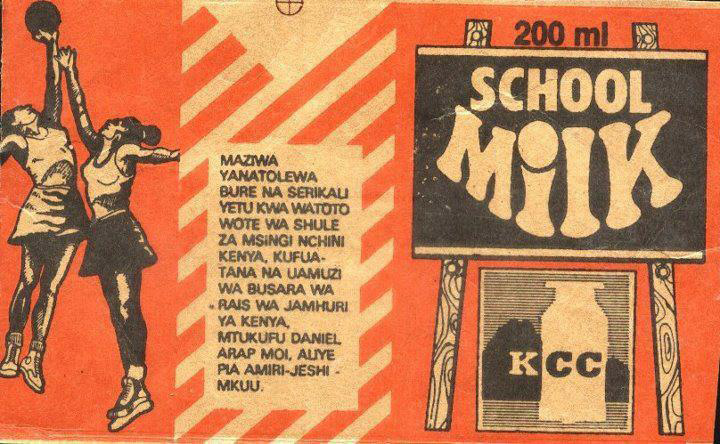 MAZIWA
YANATOLEWA
BURE NA SERIKALI
YETU KWA WATOTO
WOTE WA SHULE
ZA MSINGI NCHINI
KENYA, KUFUA-
TANA NA UAMUZI
WA BUSARA WA
RAIS WA JAMHURI
YA KENYA,
MTUKUFU DANIEL
ARAP MOI, ALIYE
PIA AMIRI-JESHI -
MKUU.
200 ml
SCHOOL
MilK
KCC